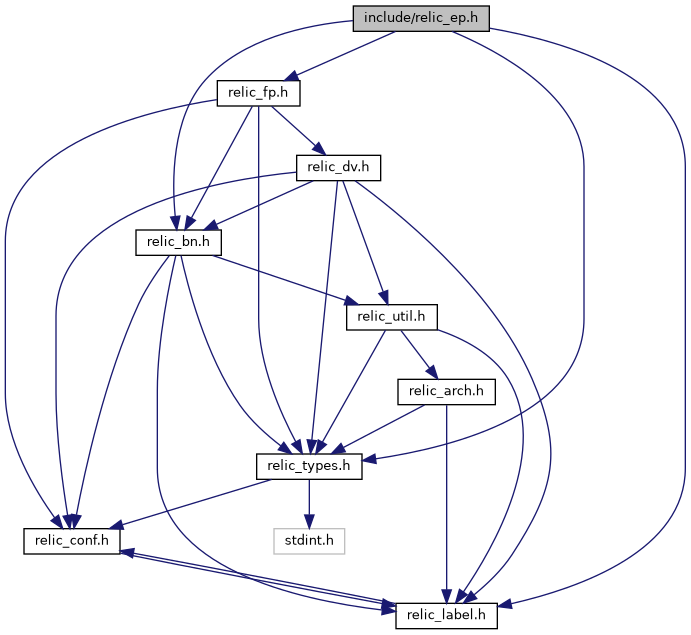 include/relic_ep.h
relic_fp.h
relic_dv.h
relic_bn.h
relic_util.h
relic_arch.h
relic_types.h
relic_conf.h
stdint.h
relic_label.h